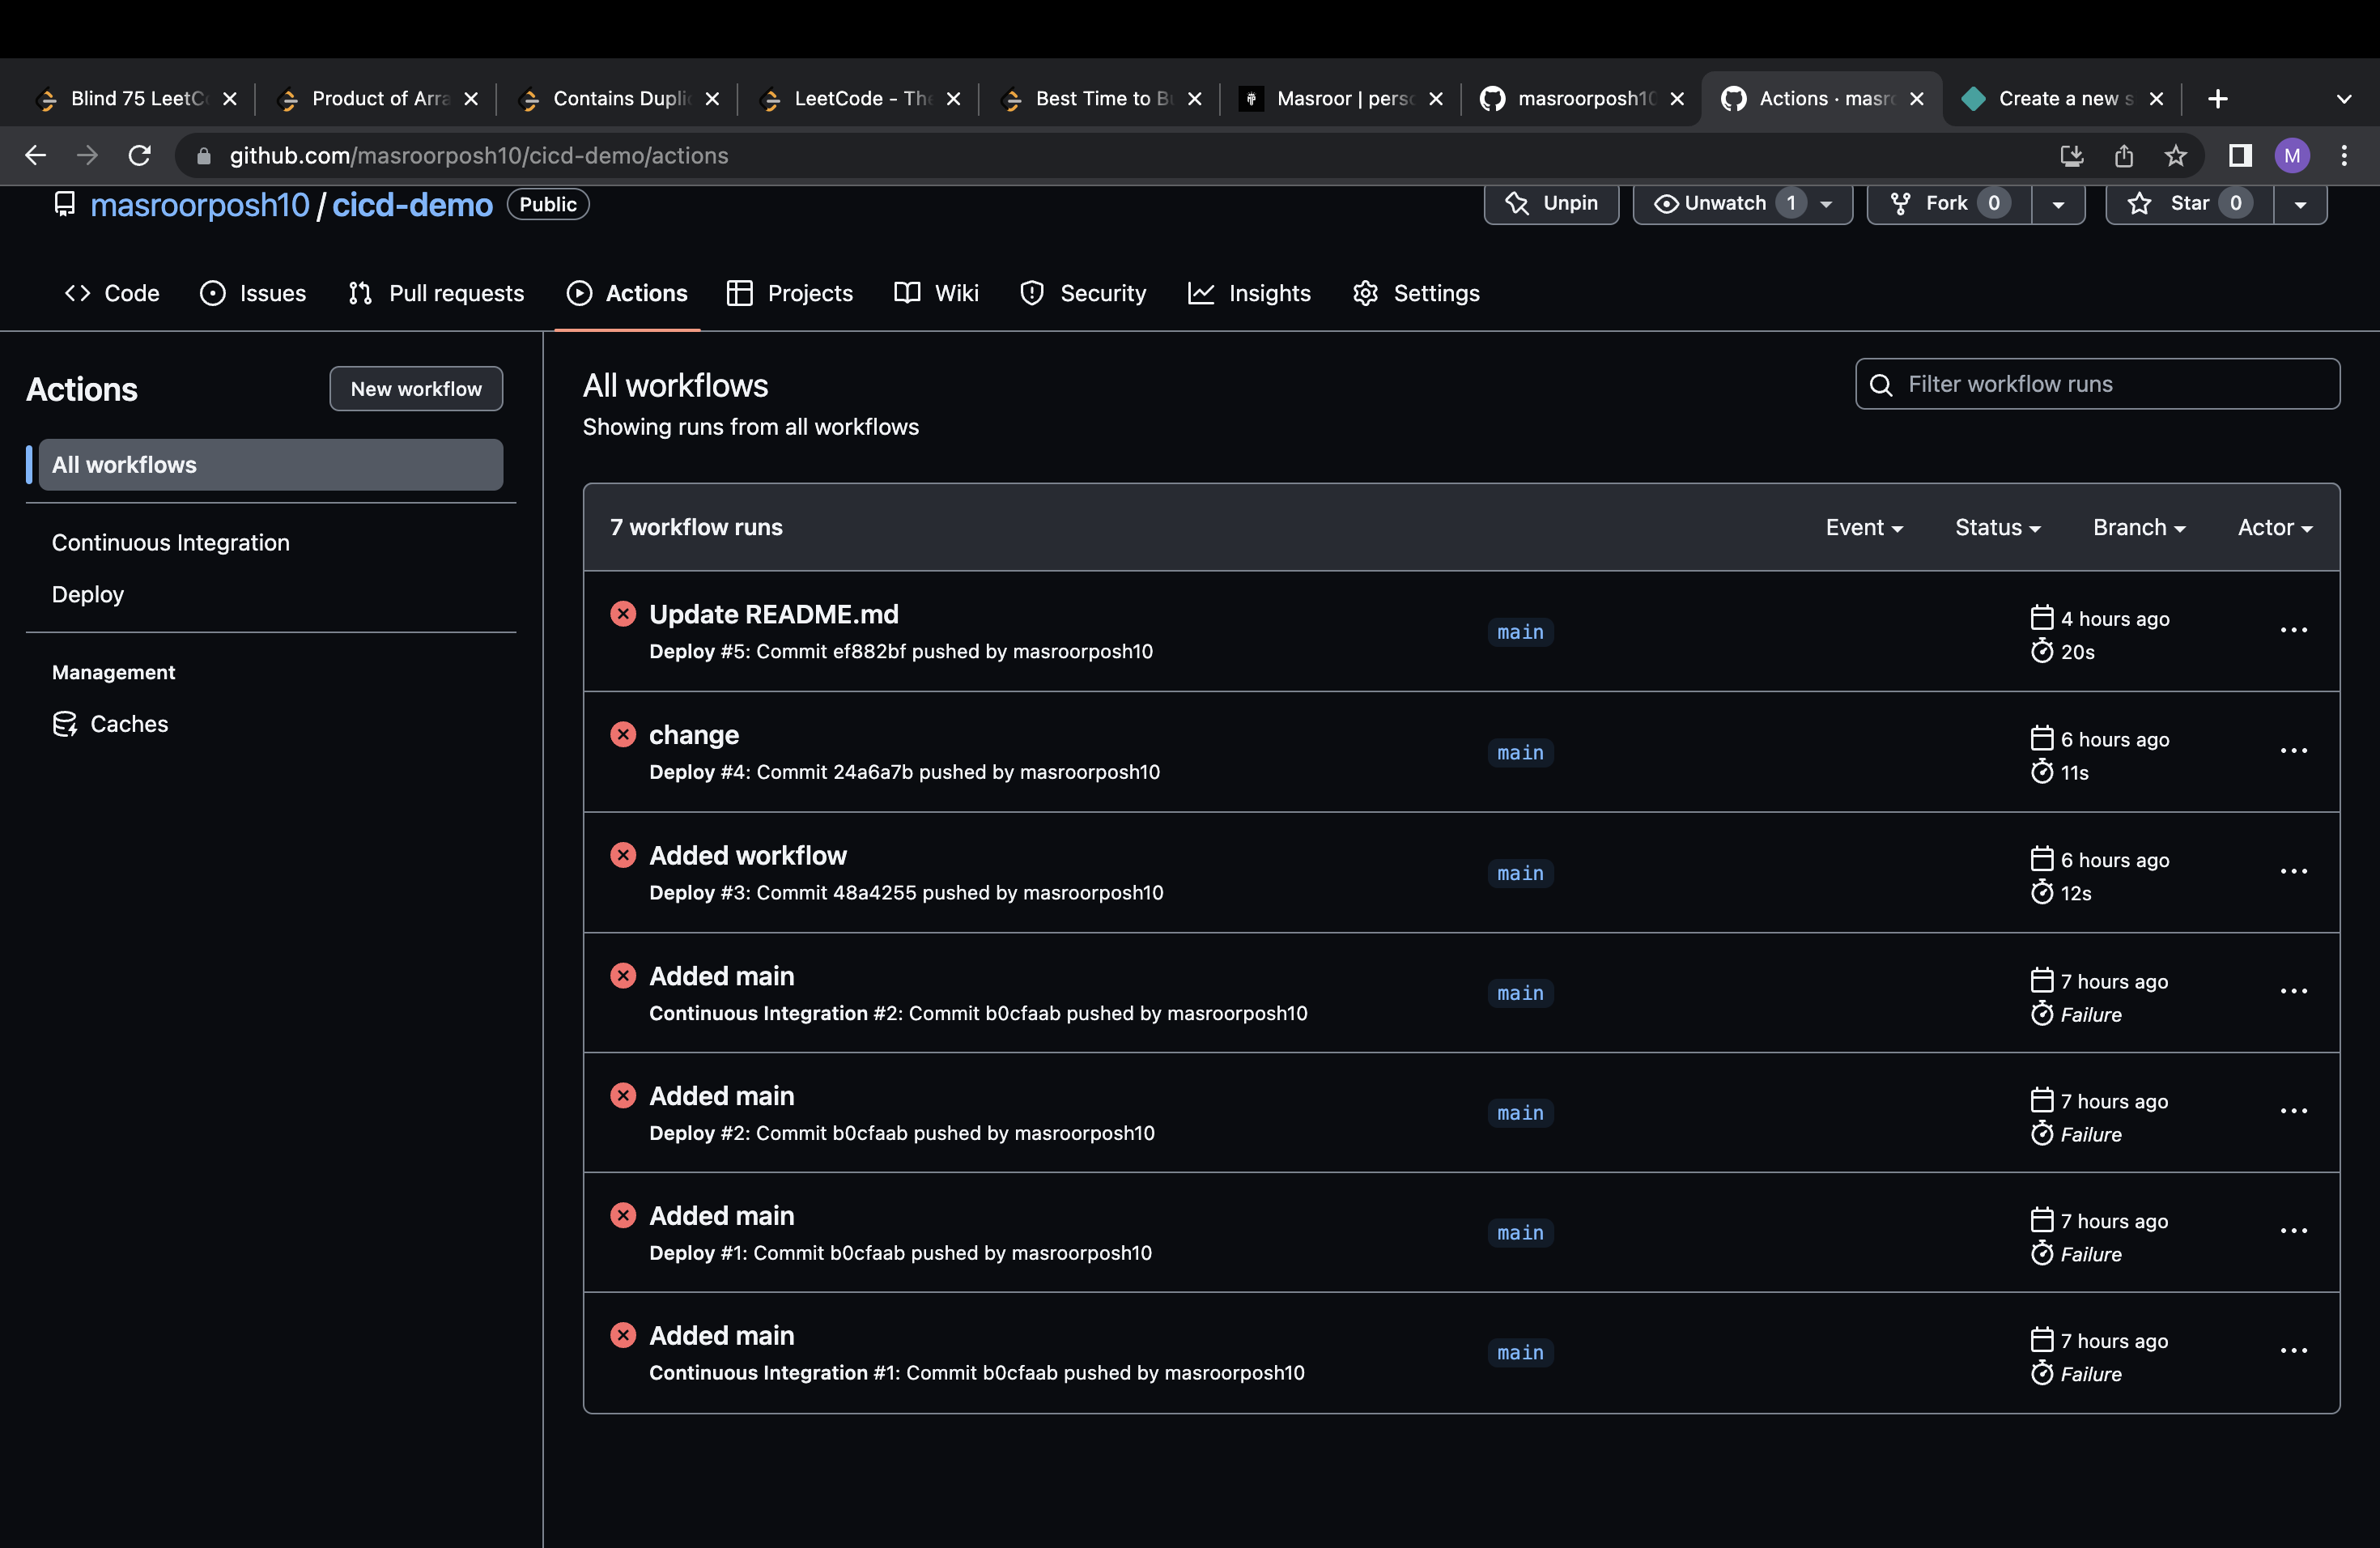 Blind 75 LeetC
Product of Arra
Contains Dupli
LeetCode - The
Best Time to B
Masroor | pers
masroorposh10
Actions · masr
Create a new s
github.com/masroorposh10/cicd-demo/actions
M
masroorposh10 / cicd-demo Public
Unpin
Unwatch 1
Fork 0
Star 0
Code
Issues
Pull requests
Actions
Projects
Wiki
Security
Insights
Settings
Actions
New workflow
All workflows
Continuous Integration
Deploy
Management
Caches
All workflows
Showing runs from all workflows
Filter workflow runs
7 workflow runs
Event
Status
Branch
Actor
Update README.md
Deploy #5: Commit ef882bf pushed by masroorposh10
main
4 hours ago
20s
change
Deploy #4: Commit 24a6a7b pushed by masroorposh10
main
6 hours ago
11s
Added workflow
Deploy #3: Commit 48a4255 pushed by masroorposh10
main
6 hours ago
12s
Added main
Continuous Integration #2: Commit b0cfaab pushed by masroorposh10
main
7 hours ago
Failure
Added main
Deploy #2: Commit b0cfaab pushed by masroorposh10
main
7 hours ago
Failure
Added main
Deploy #1: Commit b0cfaab pushed by masroorposh10
main
7 hours ago
Failure
Added main
Continuous Integration #1: Commit b0cfaab pushed by masroorposh10
main
7 hours ago
Failure